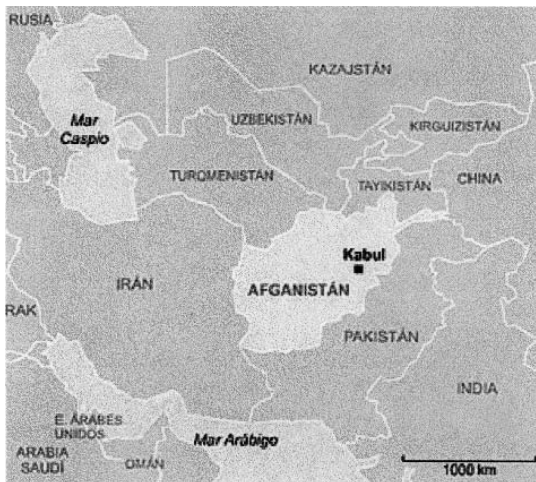 RUSIA
KAZAJSTÁN
Mar
Caspio
UZBEKISTÁN
KIRGUIZISTÁN
TUROMENISTÁN
TAYIKISTÁN
CHINA
Kabul
IRÁN
AFGANISTÁN
RAK
PAKISTÁN
INDIA
E. ÁRABES
UNIDOS
Mar Arábigo
ARABIA
SAUDÍ
OMÁN
1000 km